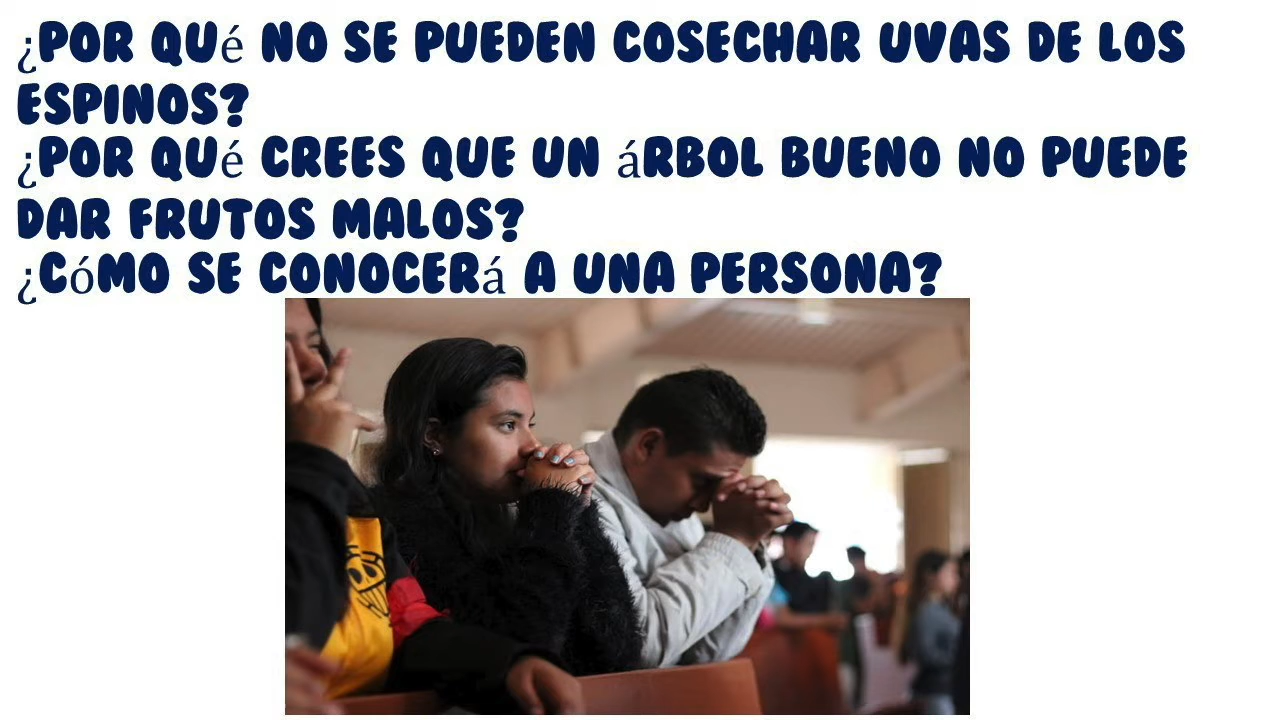 ¿POR QUé NO SE PUEDEN COSECHAR UVAS DE LOS
ESPINOS?
¿POR QUé CREES QUE UN áRBOL BUENO NO PUEDE
DAR FRUTOS MALOS?
¿CóMO SE CONOCERá A UNA PERSONA?